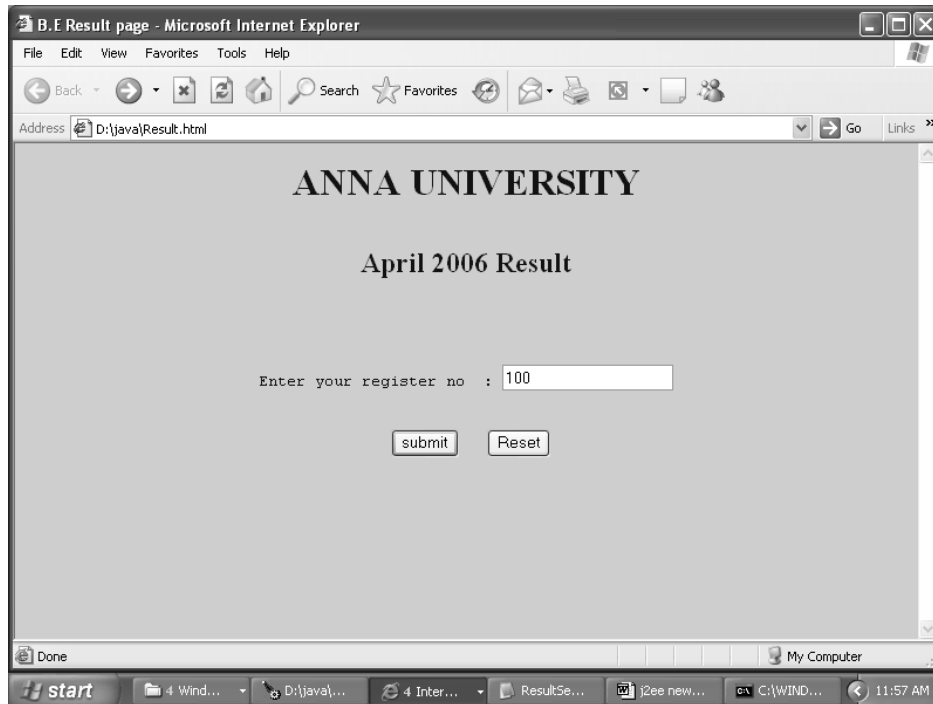 B.E Result page - Microsoft Internet Explorer
File Edit View Favorites Tools Help
Back Search Favorites
Address D:\java\Result.html Go Links »
ANNA UNIVERSITY
April 2006 Result
Enter your register no : 100
submit Reset
Done My Computer
start 4 Wind... D:\java\... 4 Inter... ResultSe... j2ee new... C:\WIND... 11:57 AM